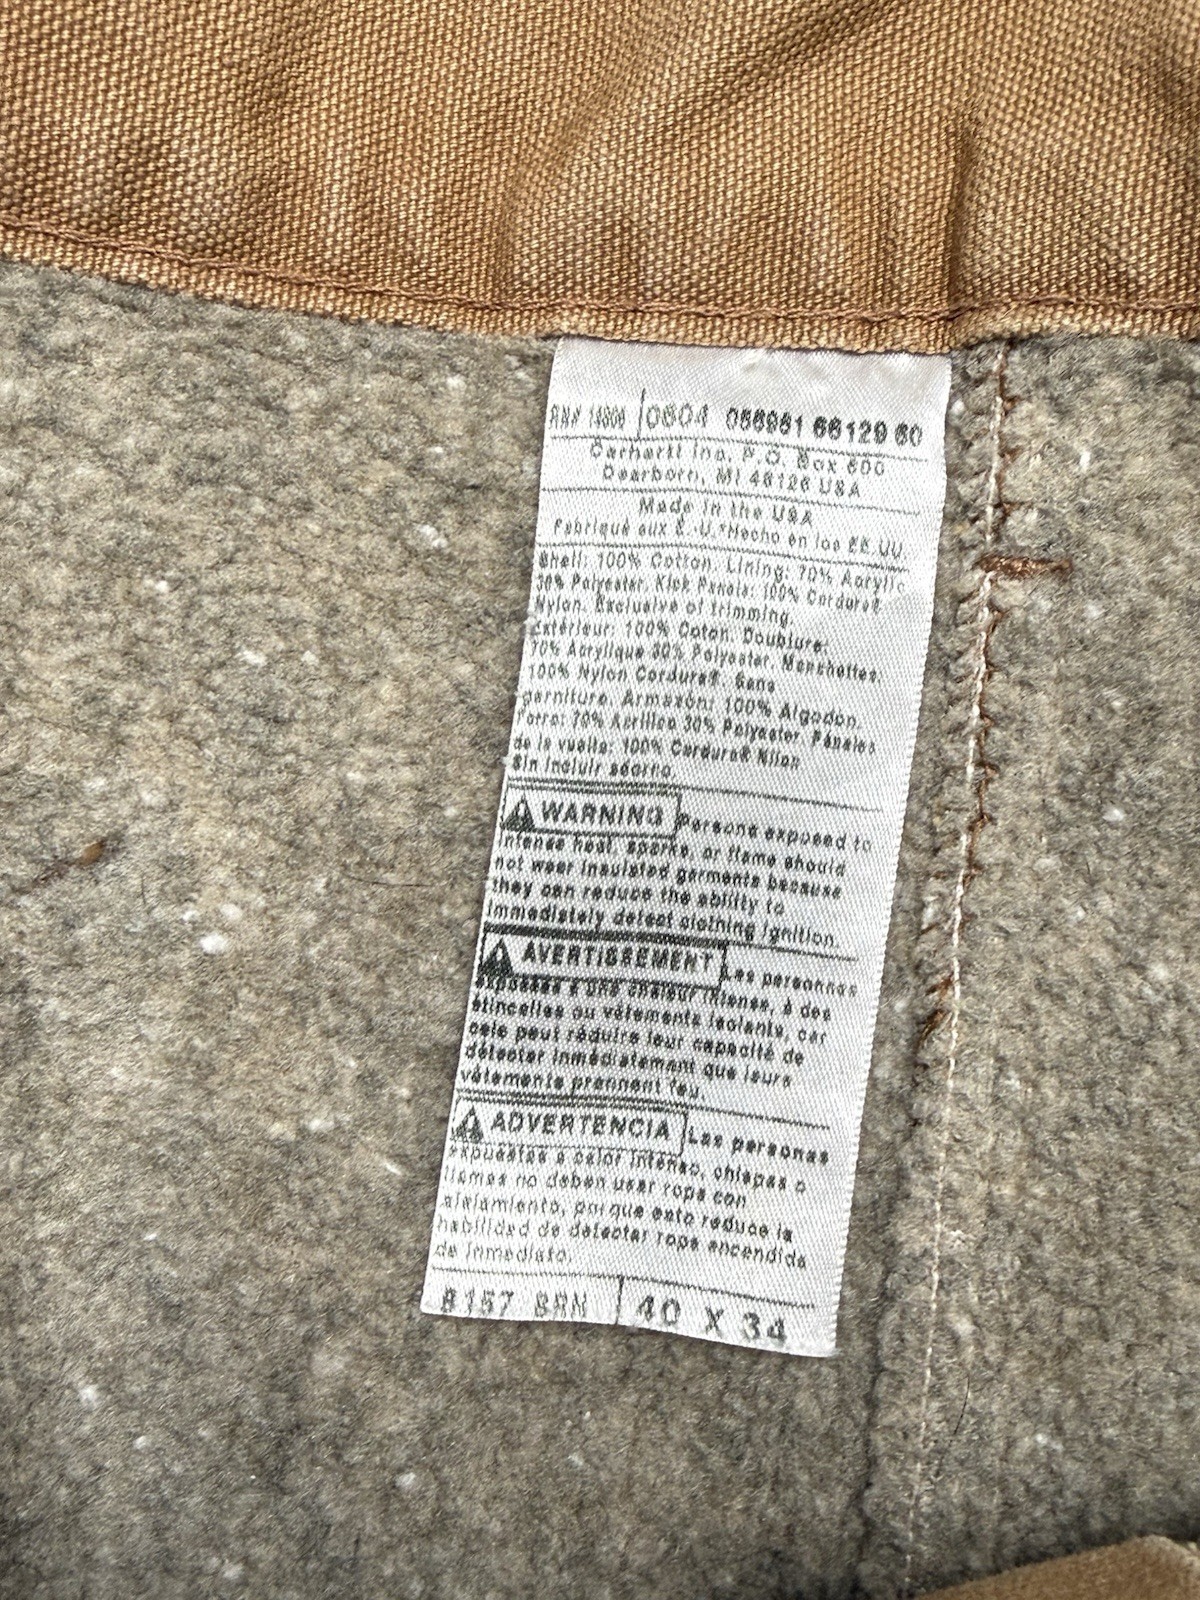 RN# 14806 0604 056951 66129 60
Carhartt Inc. P.O. Box 600
Dearborn, MI 48126 USA
Made in the USA
Fabriqué aux É.-U.*Hecho en los EE.UU.
Shell: 100% Cotton. Lining: 70% Acrylic
30% Polyester. Kick Panels: 100% Cordura®
Nylon. Exclusive of trimming.
Extérieur: 100% Coton. Doublure:
70% Acrylique 30% Polyester. Manchettes:
100% Nylon Cordura®. Sans
garniture. Armazón: 100% Algodon.
Forro: 70% Acrílico 30% Polyester. Páneles
de la vuelta: 100% Cordura® Nilon
Sin incluir
WARNING Persons exposed to
intense heat, sparks, or flame should
not wear insulated garments because
they can reduce the ability to
immediately detect clothing ignition.
AVERTISSEMENT Les personnes
exposées à une chaleur intense, à des
étincelles ou vêtements isolants, car
cela peut réduire leur capacité de
détecter immédiatement que leurs
vêtements prennent feu.
ADVERTENCIA Las personas
expuestas a calor intenso, chispas o
llamas no deben usar ropa con
aislamiento, porque esto reduce la
habilidad de detectar ropa encendida
de inmediato.
B157 BRN 40 X 34